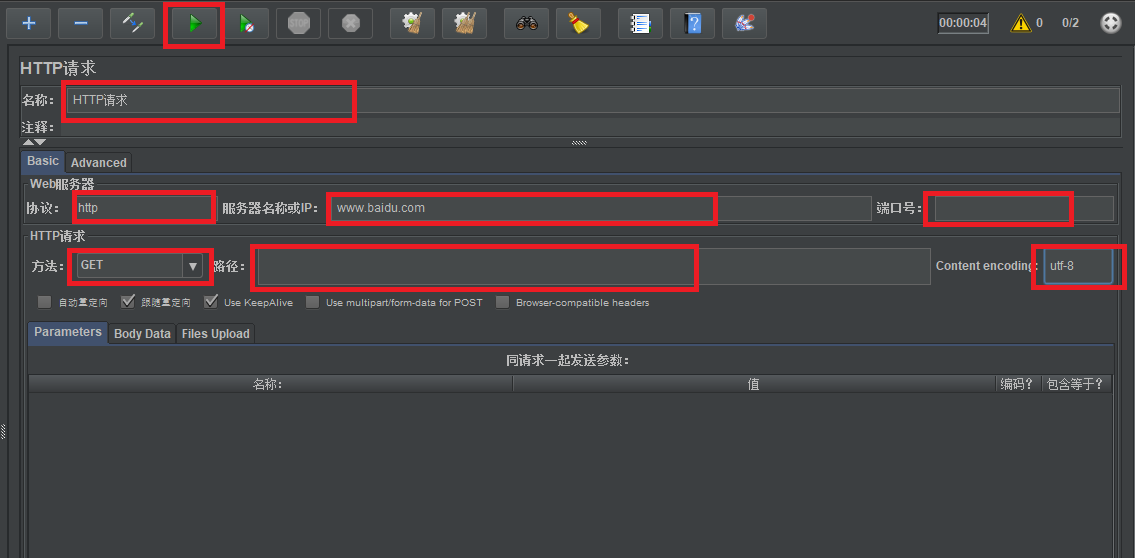 STOP
00:00:04 0 0/2
HTTP请求
名称： HTTP请求
注释：
Basic Advanced
Web服务器
协议： http 服务器名称或IP： www.baidu.com 端口号：
HTTP请求
方法： GET 路径： Content encoding: utf-8
自动重定向 跟随重定向 Use KeepAlive Use multipart/form-data for POST Browser-compatible headers
Parameters Body Data Files Upload
同请求一起发送参数：
名称： 值 编码？ 包含等于？